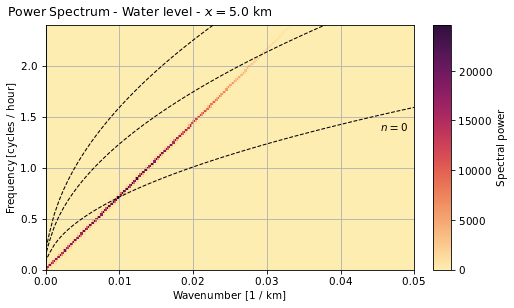 Power Spectrum - Water level - x = 5.0 km
Frequency [cycles / hour]
2.0
1.5
1.0
0.5
0.0
n = 0
0.00 0.01 0.02 0.03 0.04 0.05
Wavenumber [1 / km]
20000
15000
10000
5000
0
Spectral power